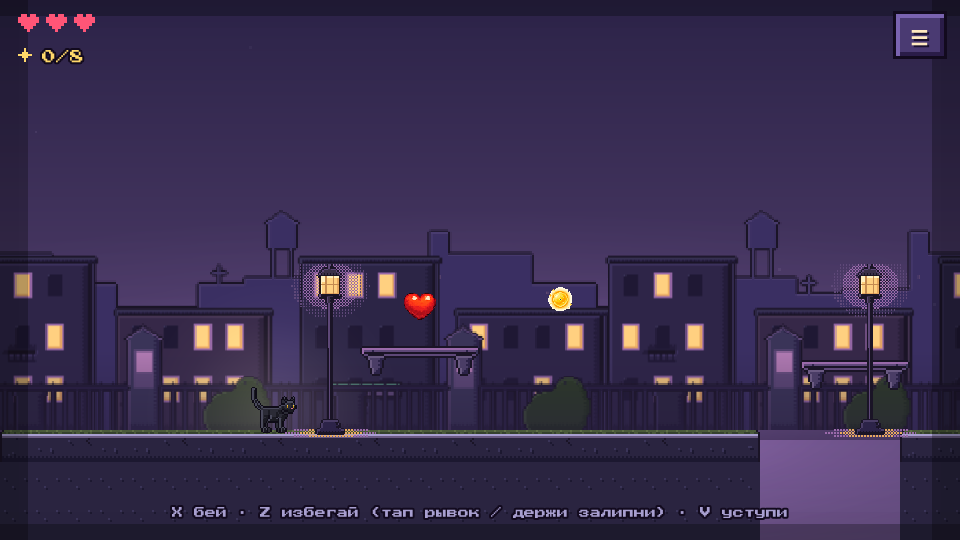 0/8
X бей · Z избегай (тап рывок / держи залипни) · V уступи